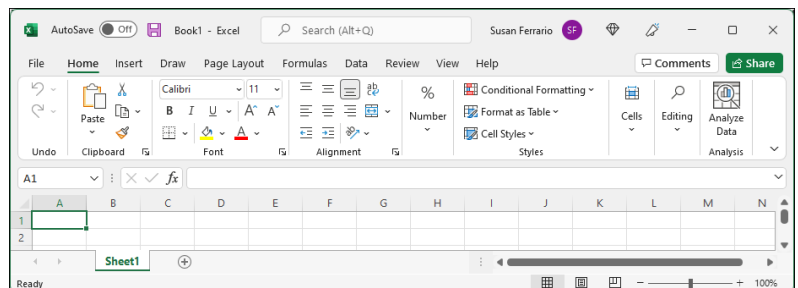 AutoSave Off Book1 - Excel Search (Alt+Q) Susan Ferrario SF
File Home Insert Draw Page Layout Formulas Data Review View Help Comments Share
Calibri 11 Conditional Formatting
Paste B I U A A A % Number Format as Table Cells Editing Analyze Data
ab c Cell Styles
Undo Clipboard Font Alignment Styles Analysis
A1 fx
A B C D E F G H I J K L M N
1
2
Sheet1
Ready 100%